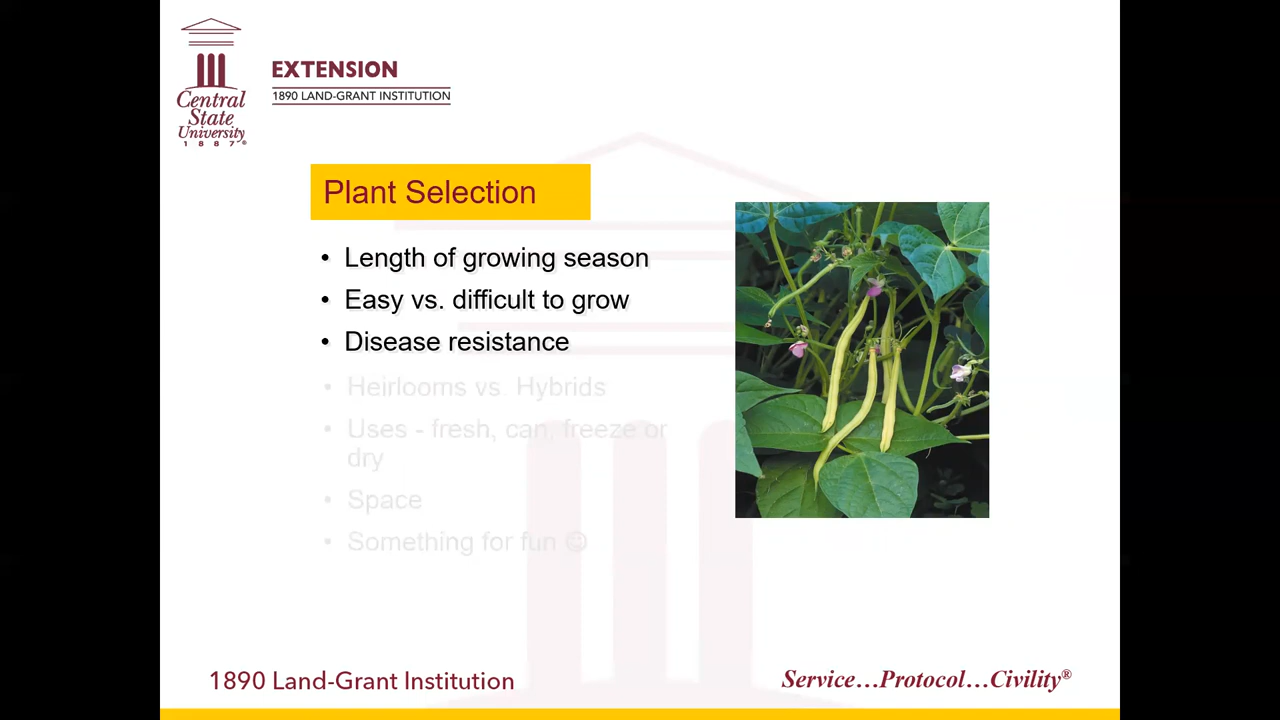 Central
State
University
1887®
EXTENSION
1890 LAND-GRANT INSTITUTION
Plant Selection
• Length of growing season
• Easy vs. difficult to grow
• Disease resistance
• Heirlooms vs. Hybrids
• Uses - fresh, can, freeze or
dry
• Space
• Something for fun ☺
1890 Land-Grant Institution
Service...Protocol...Civility®